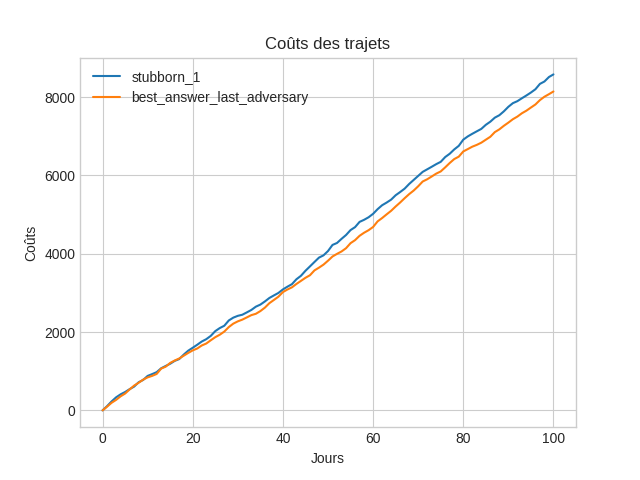 Coûts des trajets
stubborn_1
best_answer_last_adversary
8000
6000
4000
2000
0
Coûts
0 20 40 60 80 100
Jours